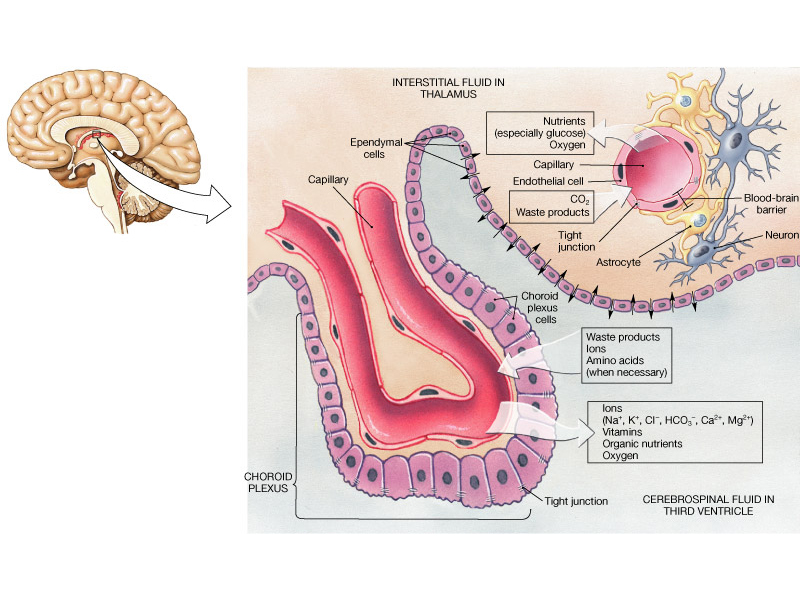 INTERSTITIAL FLUID IN
THALAMUS
Nutrients
(especially glucose)
Oxygen
Ependymal
cells
Capillary
Endothelial cell
Capillary
CO₂
Waste products
Blood-brain
barrier
Tight
junction
Neuron
Astrocyte
Choroid
plexus
cells
Waste products
Ions
Amino acids
(when necessary)
Ions
(Na⁺, K⁺, Cl⁻, HCO₃⁻, Ca²⁺, Mg²⁺)
Vitamins
Organic nutrients
Oxygen
CHOROID
PLEXUS
Tight junction
CEREBROSPINAL FLUID IN
THIRD VENTRICLE